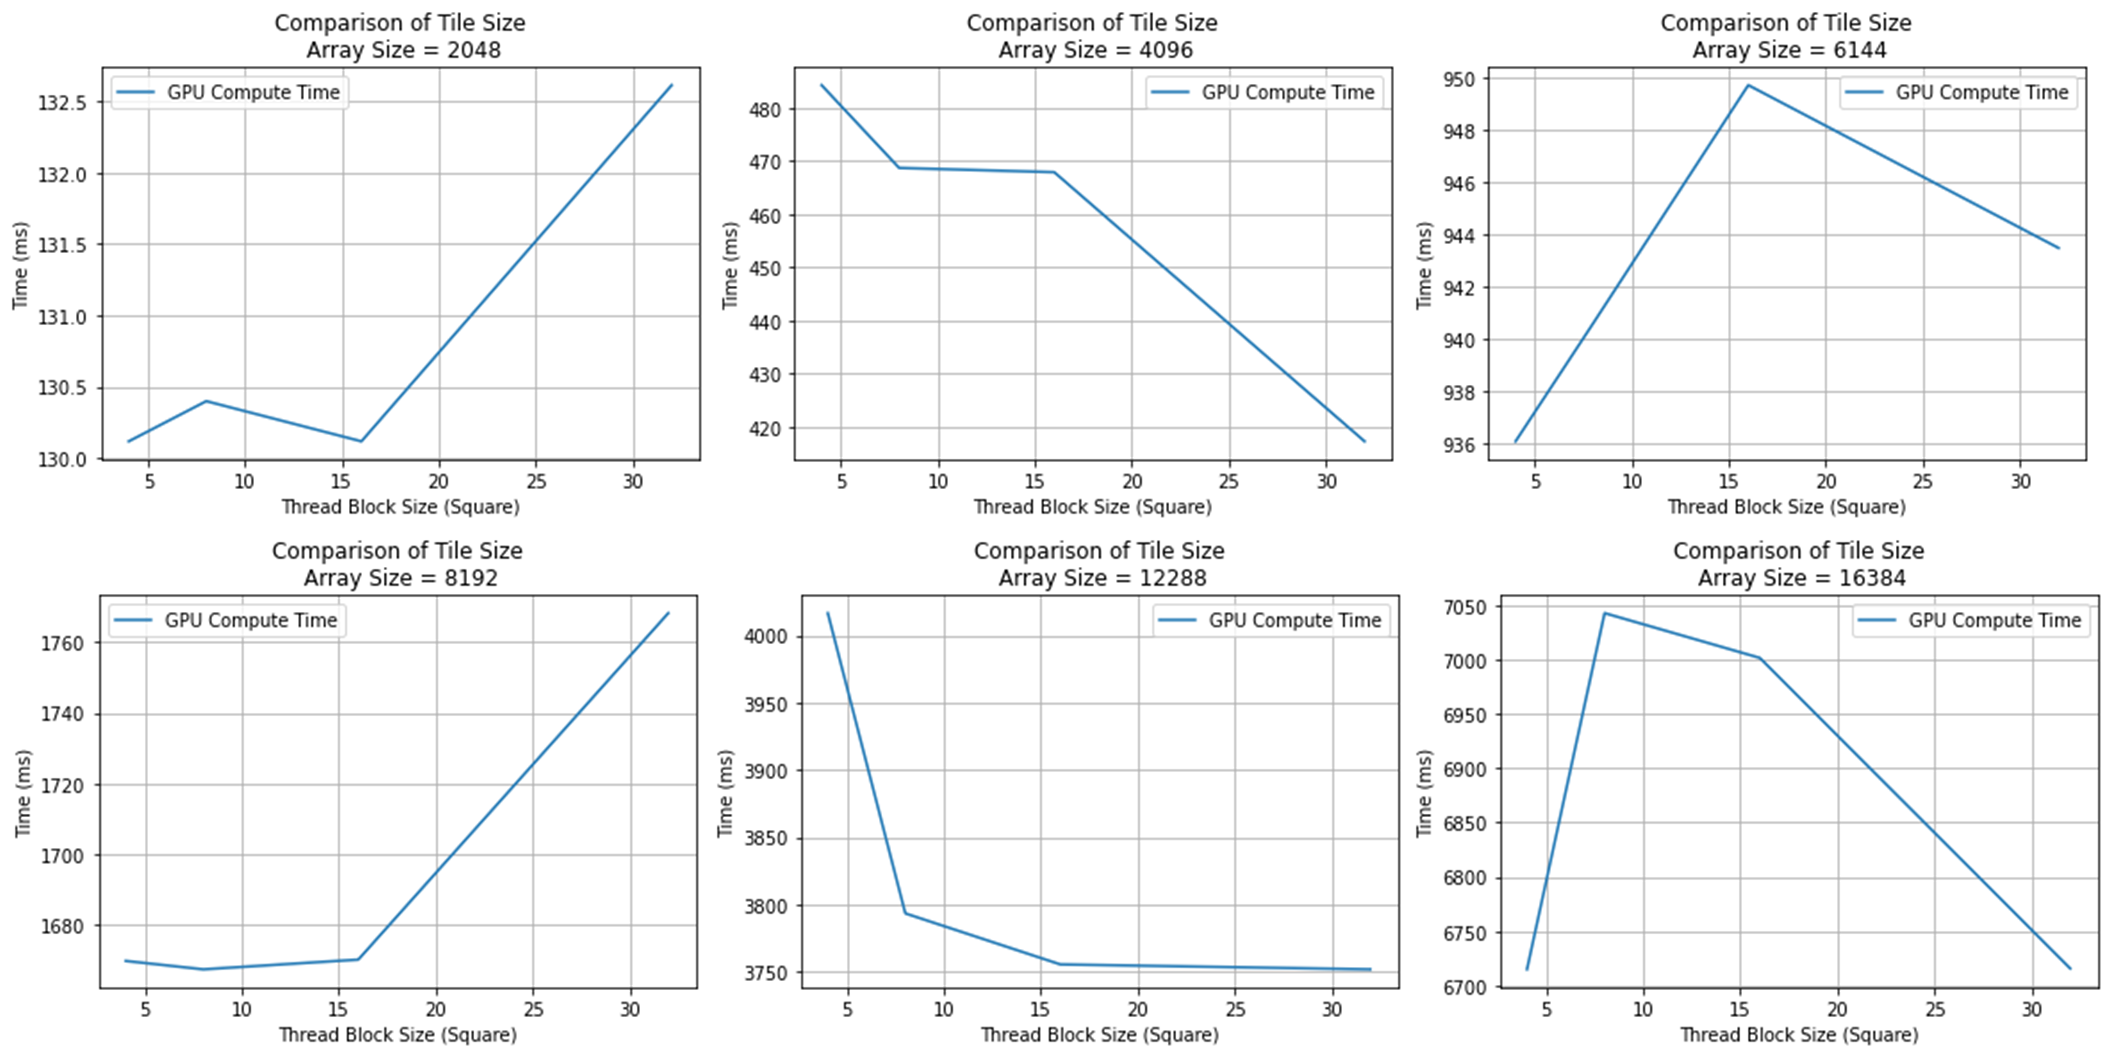 Comparison of Tile Size
Array Size = 2048
GPU Compute Time
132.5
132.0
131.5
131.0
130.5
130.0
Time (ms)
5 10 15 20 25 30
Thread Block Size (Square)
Comparison of Tile Size
Array Size = 4096
GPU Compute Time
480
470
460
450
440
430
420
Time (ms)
5 10 15 20 25 30
Thread Block Size (Square)
Comparison of Tile Size
Array Size = 6144
GPU Compute Time
950
948
946
944
942
940
938
936
Time (ms)
5 10 15 20 25 30
Thread Block Size (Square)
Comparison of Tile Size
Array Size = 8192
GPU Compute Time
1760
1740
1720
1700
1680
Time (ms)
5 10 15 20 25 30
Thread Block Size (Square)
Comparison of Tile Size
Array Size = 12288
GPU Compute Time
4000
3950
3900
3850
3800
3750
Time (ms)
5 10 15 20 25 30
Thread Block Size (Square)
Comparison of Tile Size
Array Size = 16384
GPU Compute Time
7050
7000
6950
6900
6850
6800
6750
6700
Time (ms)
5 10 15 20 25 30
Thread Block Size (Square)